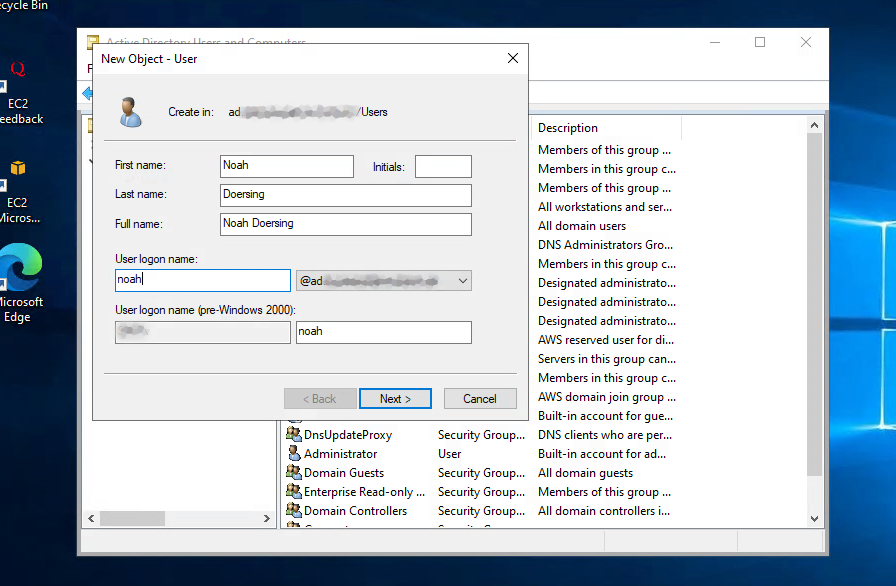 ecycle Bin
EC2
eedback
EC2
Micros...
Microsoft
Edge
Active Directory Users and Computers
New Object - User
Create in: ad /Users
First name: Noah Initials:
Last name: Doersing
Full name: Noah Doersing
User logon name:
noah @ad.
User logon name (pre-Windows 2000):
noah
< Back Next > Cancel
Description
Members of this group ...
Members in this group c...
Members of this group ...
All workstations and ser...
All domain users
DNS Administrators Gro...
Members in this group c...
Designated administrato...
Designated administrato...
Designated administrato...
AWS reserved user for di...
Servers in this group can...
Members in this group c...
AWS domain join group ...
Built-in account for gue...
DnsUpdateProxy Security Group... DNS clients who are per...
Administrator User Built-in account for ad...
Domain Guests Security Group... All domain guests
Enterprise Read-only ... Security Group... Members of this group ...
Domain Controllers Security Group... All domain controllers i...